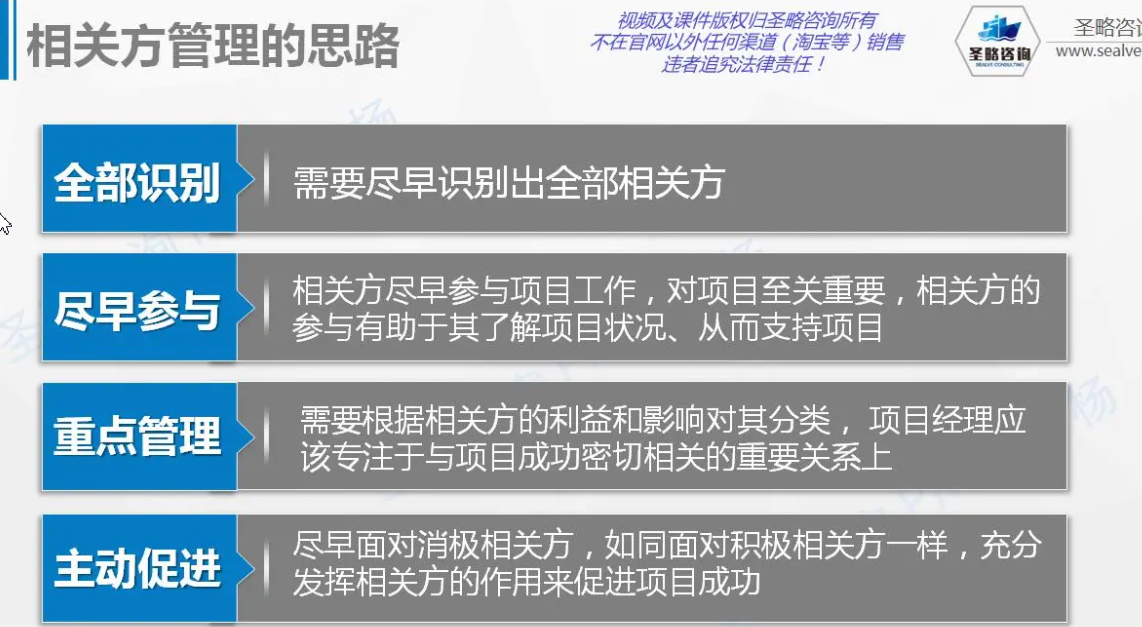 相关方管理的思路
视频及课件版权归圣略咨询所有
不在官网以外任何渠道（淘宝等）销售
违者追究法律责任！
圣略咨询
SEALVE CONSULTING
圣略咨
www.sealve
全部识别
需要尽早识别出全部相关方
尽早参与
相关方尽早参与项目工作，对项目至关重要，相关方的
参与有助于其了解项目状况、从而支持项目
重点管理
需要根据相关方的利益和影响对其分类， 项目经理应
该专注于与项目成功密切相关的重要关系上
主动促进
尽早面对消极相关方，如同面对积极相关方一样，充分
发挥相关方的作用来促进项目成功